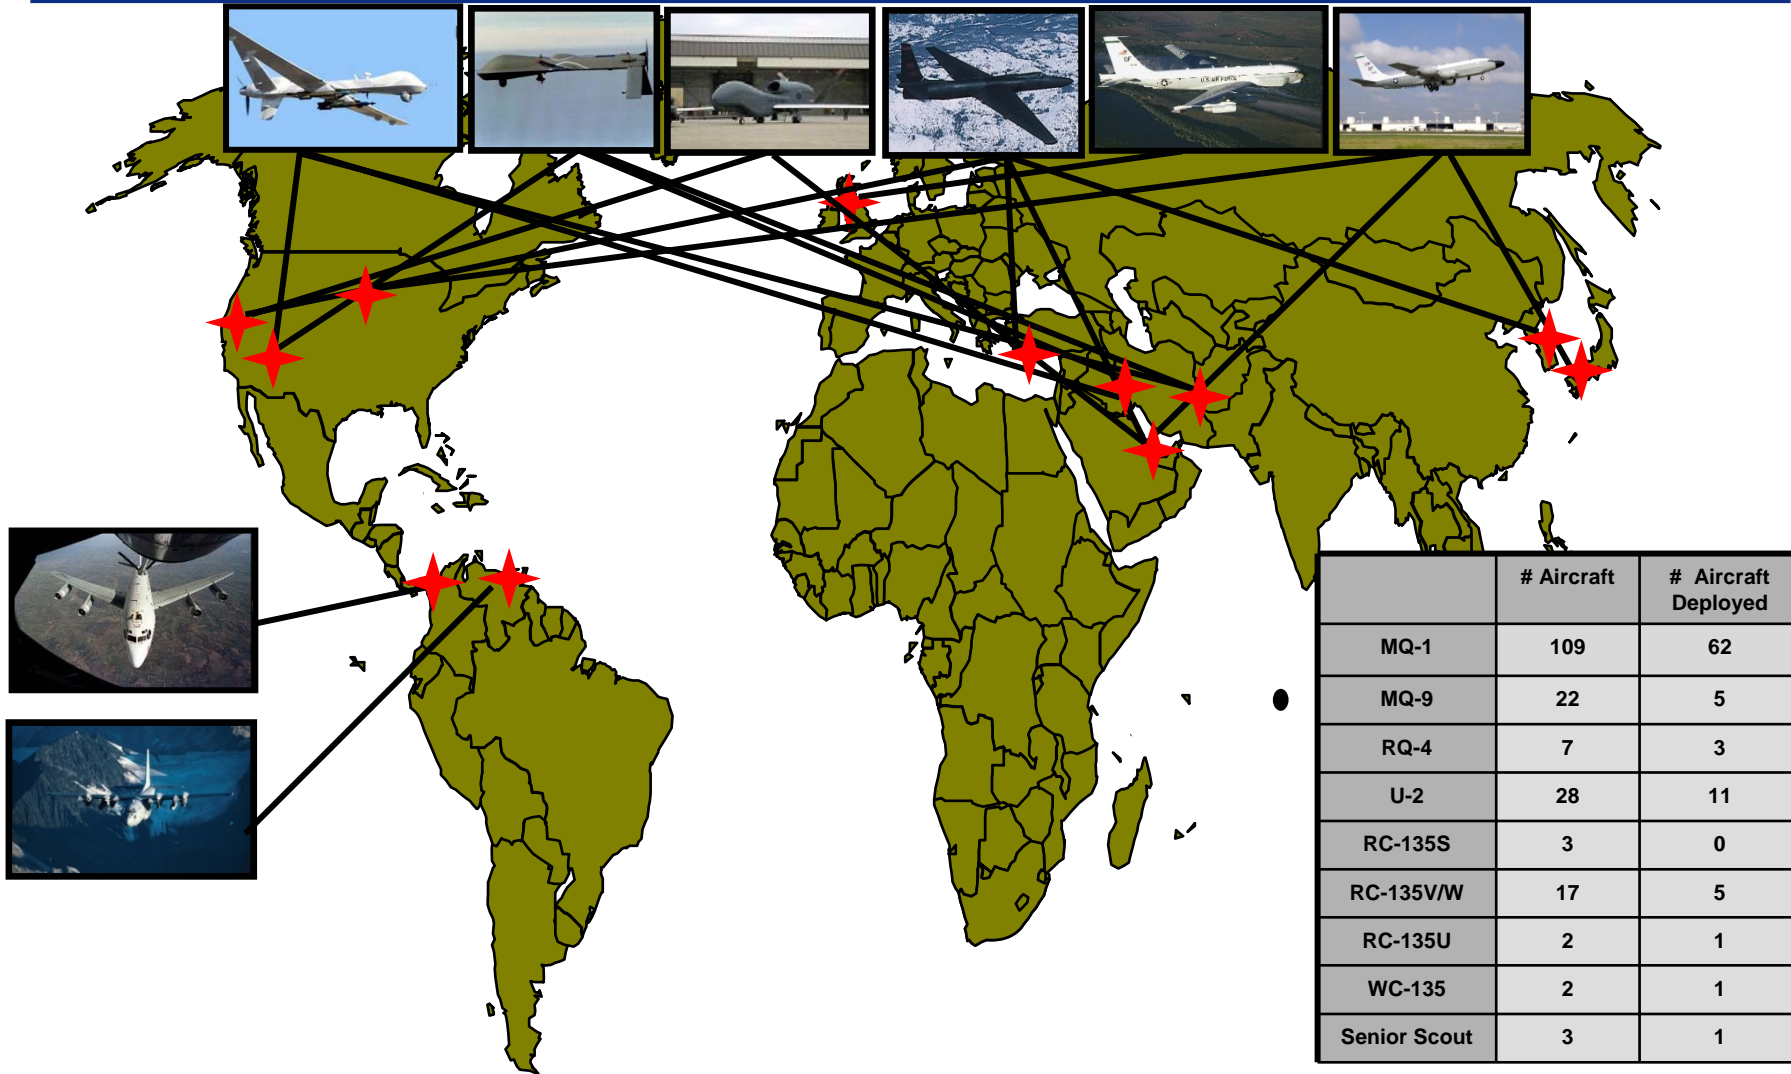 # Aircraft # Aircraft
Deployed
MQ-1 109 62
MQ-9 22 5
RQ-4 7 3
U-2 28 11
RC-135S 3 0
RC-135V/W 17 5
RC-135U 2 1
WC-135 2 1
Senior Scout 3 1
U.S. AIR FORCE